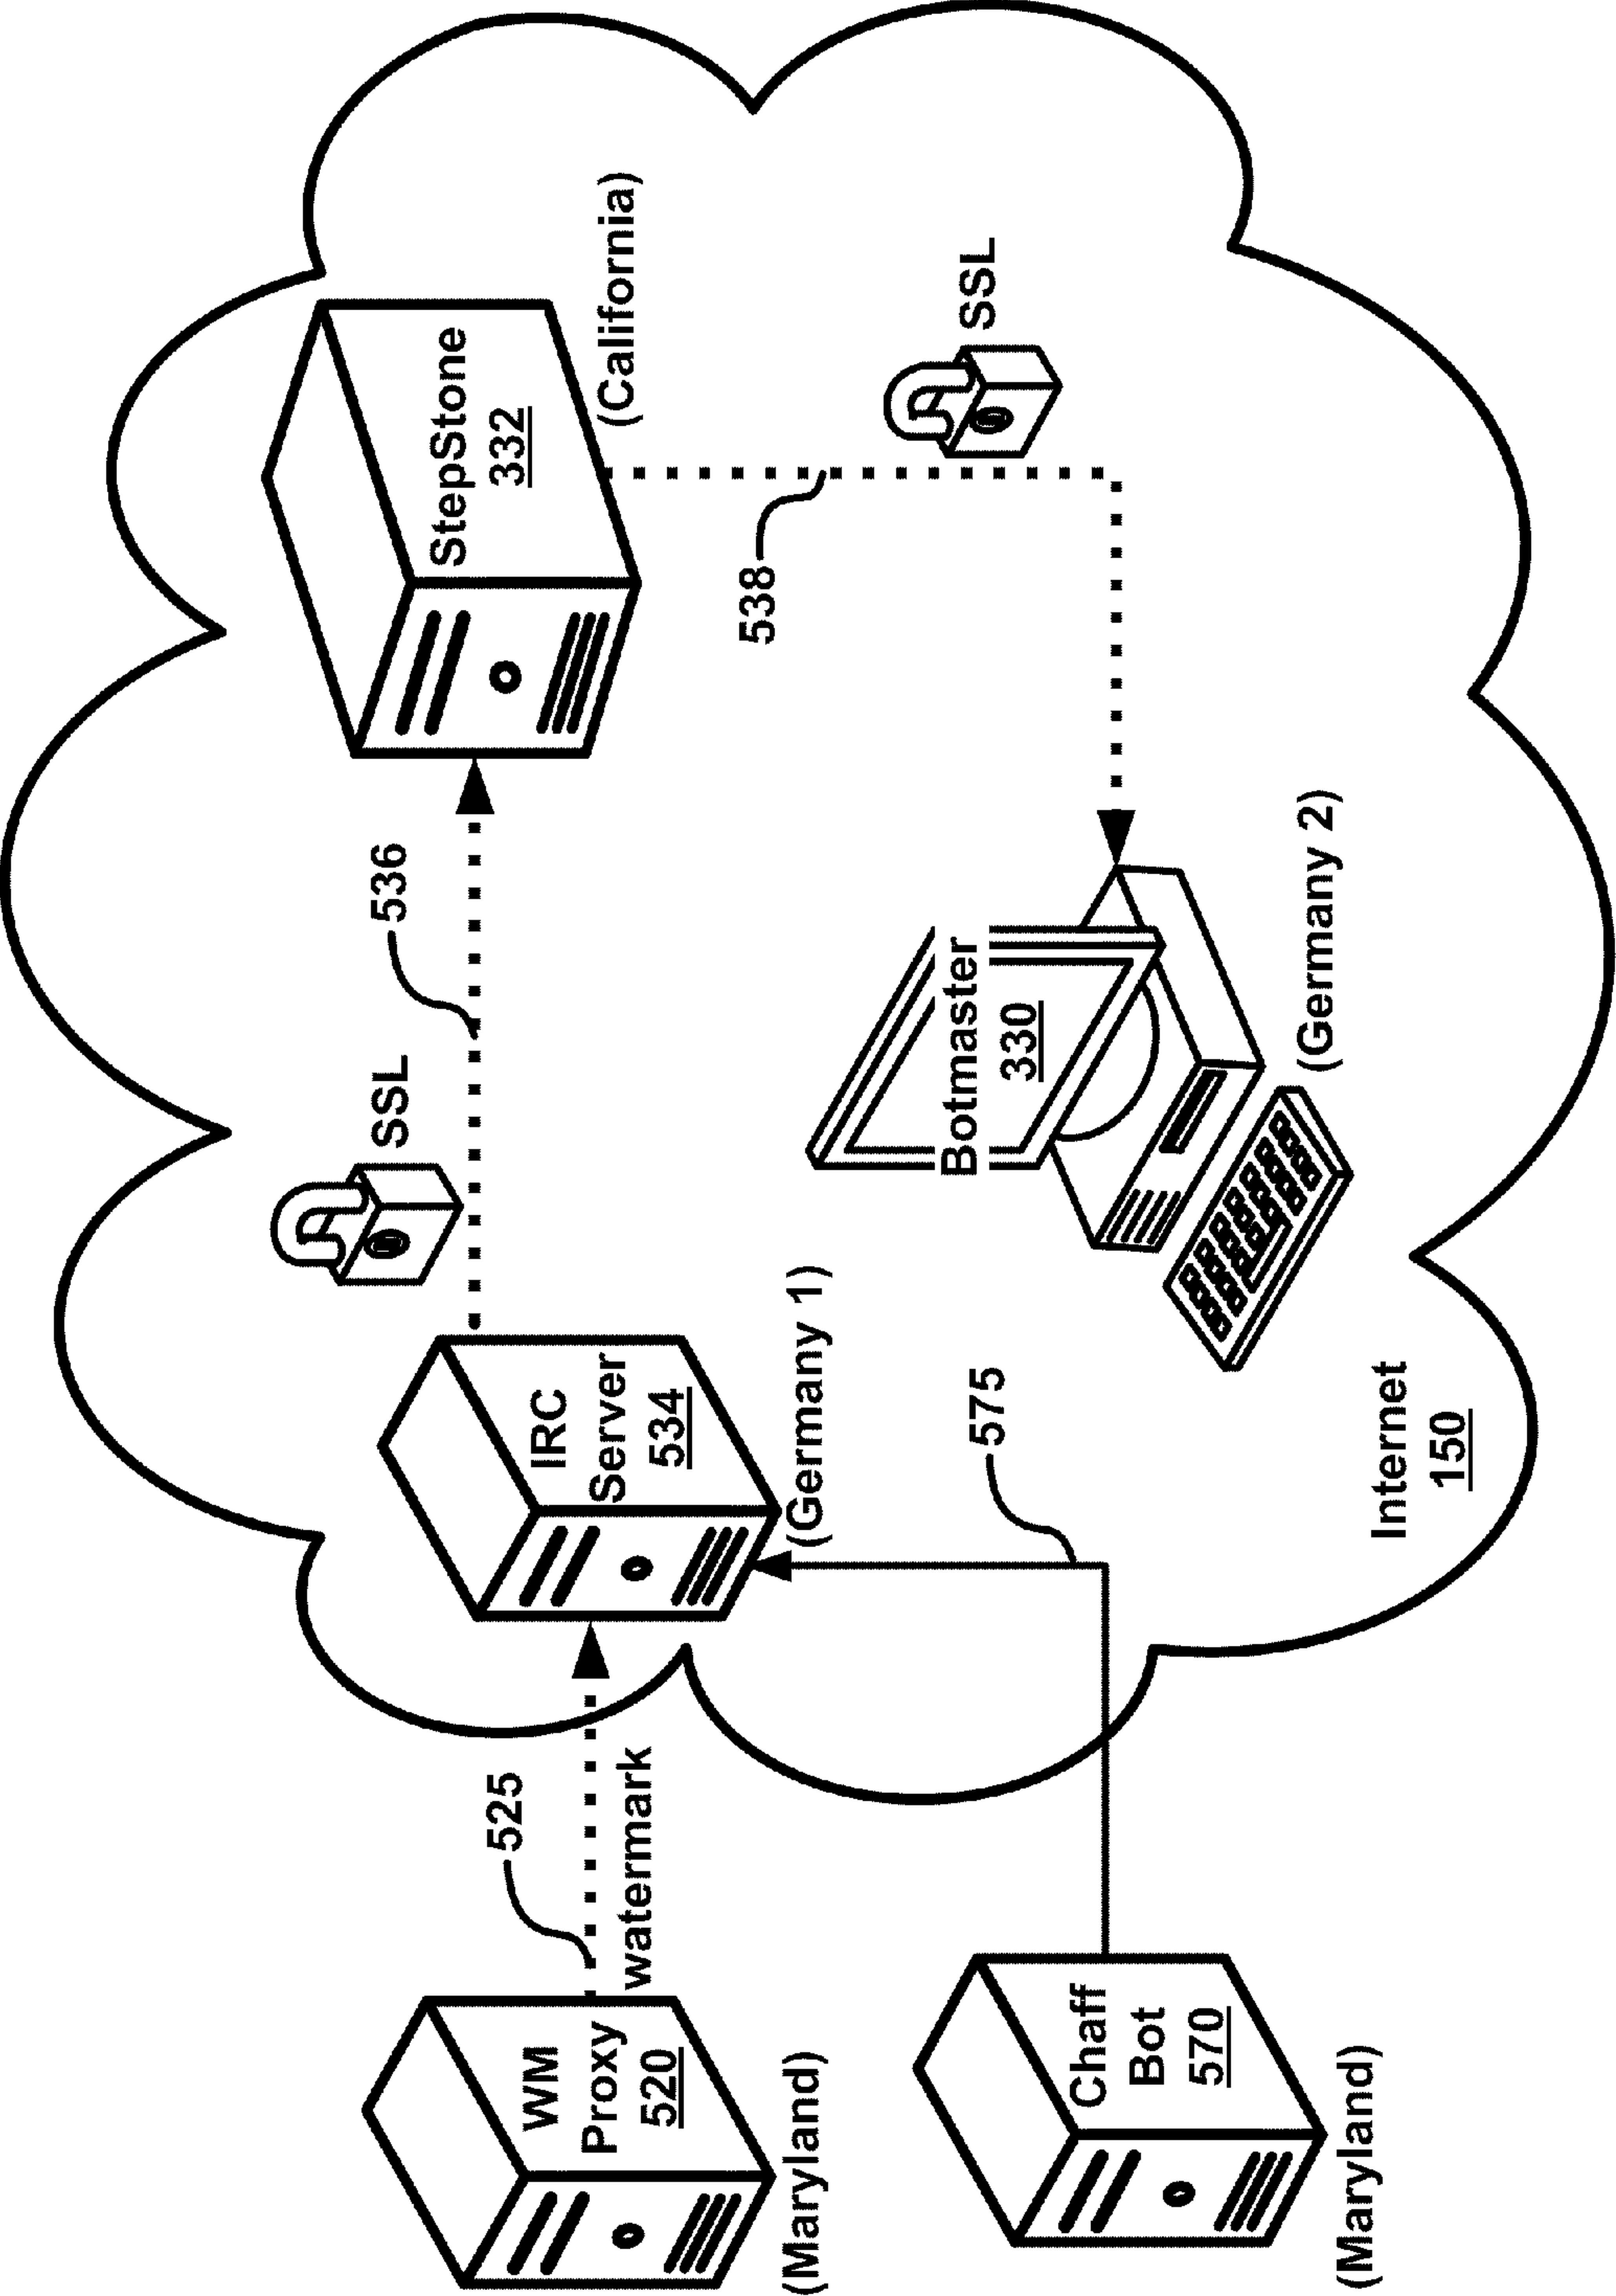 WM
Proxy
520
(Maryland)
525
watermark
IRC
Server
534
(Germany 1)
SSL
536
StepStone
332
(California)
538
SSL
Botmaster
330
(Germany 2)
575
Chaff
Bot
570
(Maryland)
Internet
150